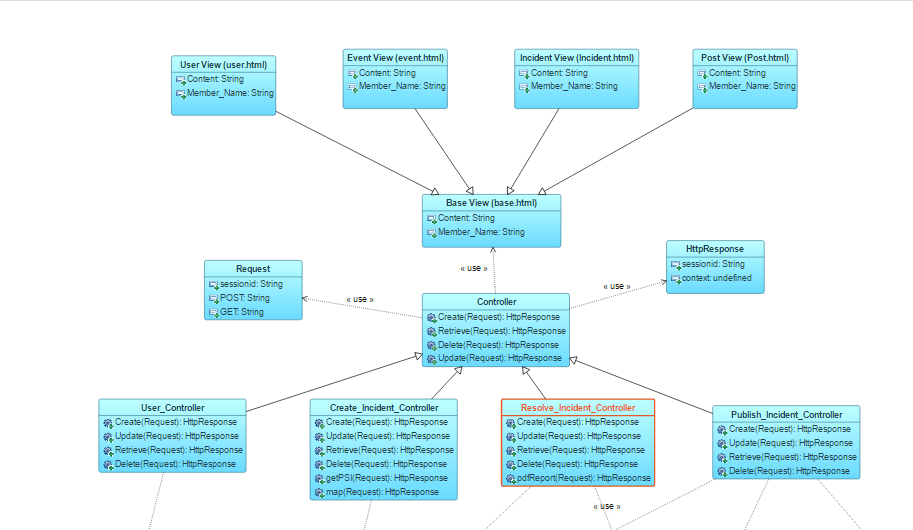 User View (user.html)
Content: String
Member_Name: String
Event View (event.html)
Content: String
Member_Name: String
Incident View (Incident.html)
Content: String
Member_Name: String
Post View (Post.html)
Content: String
Member_Name: String
Base View (base.html)
Content: String
Member_Name: String
« use »
Request
sessionid: String
POST: String
GET: String
« use »
HttpResponse
sessionid: String
context: undefined
« use »
Controller
Create(Request): HttpResponse
Retrieve(Request): HttpResponse
Delete(Request): HttpResponse
Update(Request): HttpResponse
User_Controller
Create(Request): HttpResponse
Update(Request): HttpResponse
Retrieve(Request): HttpResponse
Delete(Request): HttpResponse
Create_Incident_Controller
Create(Request): HttpResponse
Update(Request): HttpResponse
Retrieve(Request): HttpResponse
Delete(Request): HttpResponse
getPSI(Request): HttpResponse
map(Request): HttpResponse
Resolve_Incident_Controller
Create(Request): HttpResponse
Update(Request): HttpResponse
Retrieve(Request): HttpResponse
Delete(Request): HttpResponse
pdfReport(Request): HttpResponse
Publish_Incident_Controller
Create(Request): HttpResponse
Update(Request): HttpResponse
Retrieve(Request): HttpResponse
Delete(Request): HttpResponse
« use »